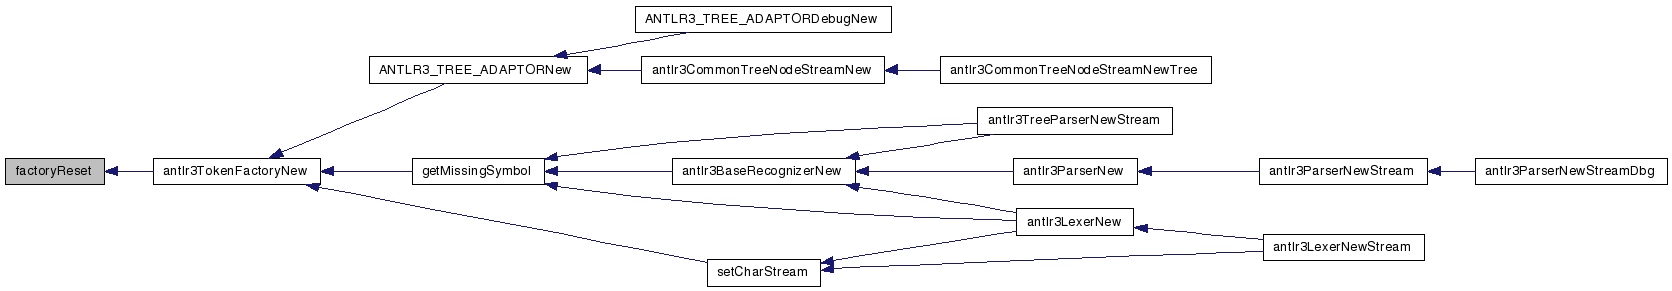 ANTLR3_TREE_ADAPTORDebugNew
ANTLR3_TREE_ADAPTORNew
antlr3CommonTreeNodeStreamNew
antlr3CommonTreeNodeStreamNewTree
antlr3TreeParserNewStream
factoryReset
antlr3TokenFactoryNew
getMissingSymbol
antlr3BaseRecognizerNew
antlr3ParserNew
antlr3ParserNewStream
antlr3ParserNewStreamDbg
antlr3LexerNew
antlr3LexerNewStream
setCharStream